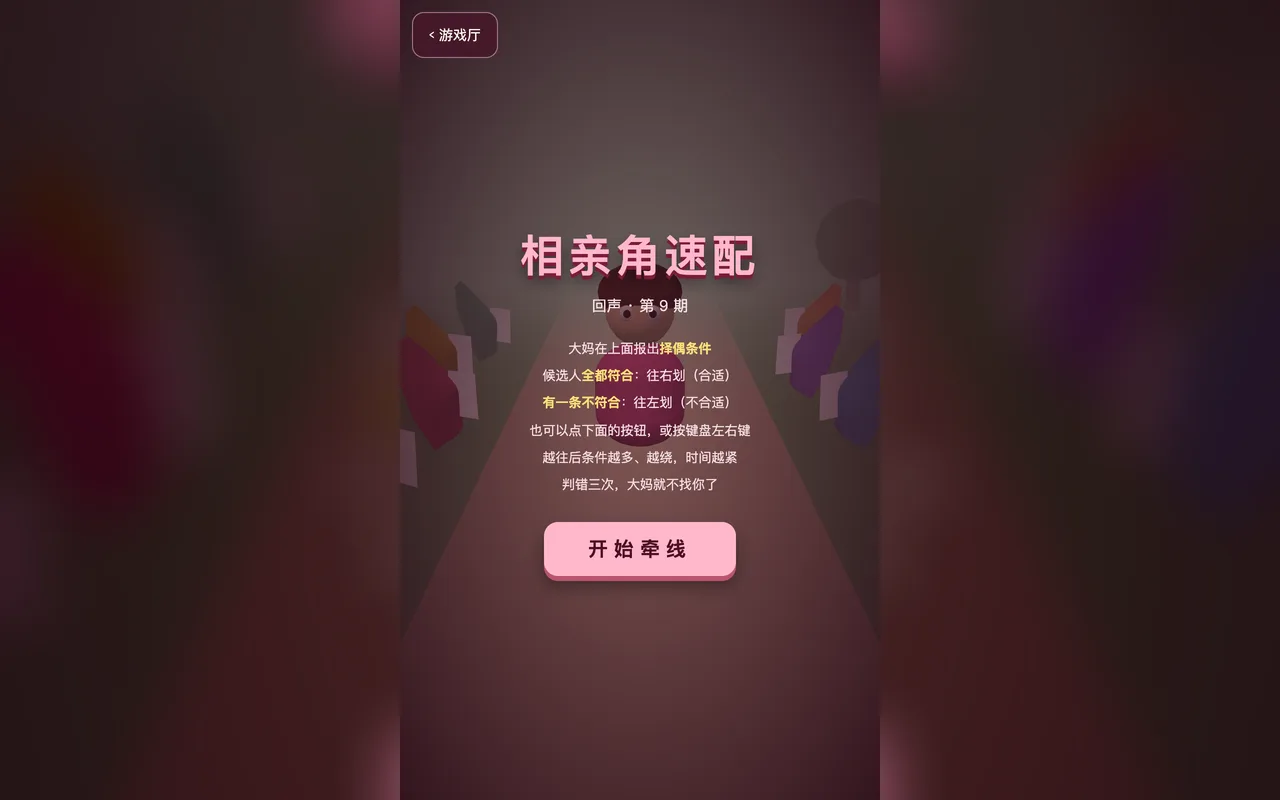 < 游戏厅
相亲角速配
回声 · 第 9 期
大妈在上面报出择偶条件
候选人全都符合：往右划（合适）
有一条不符合：往左划（不合适）
也可以点下面的按钮，或按键盘左右键
越往后条件越多、越绕，时间越紧
判错三次，大妈就不找你了
开始牵线